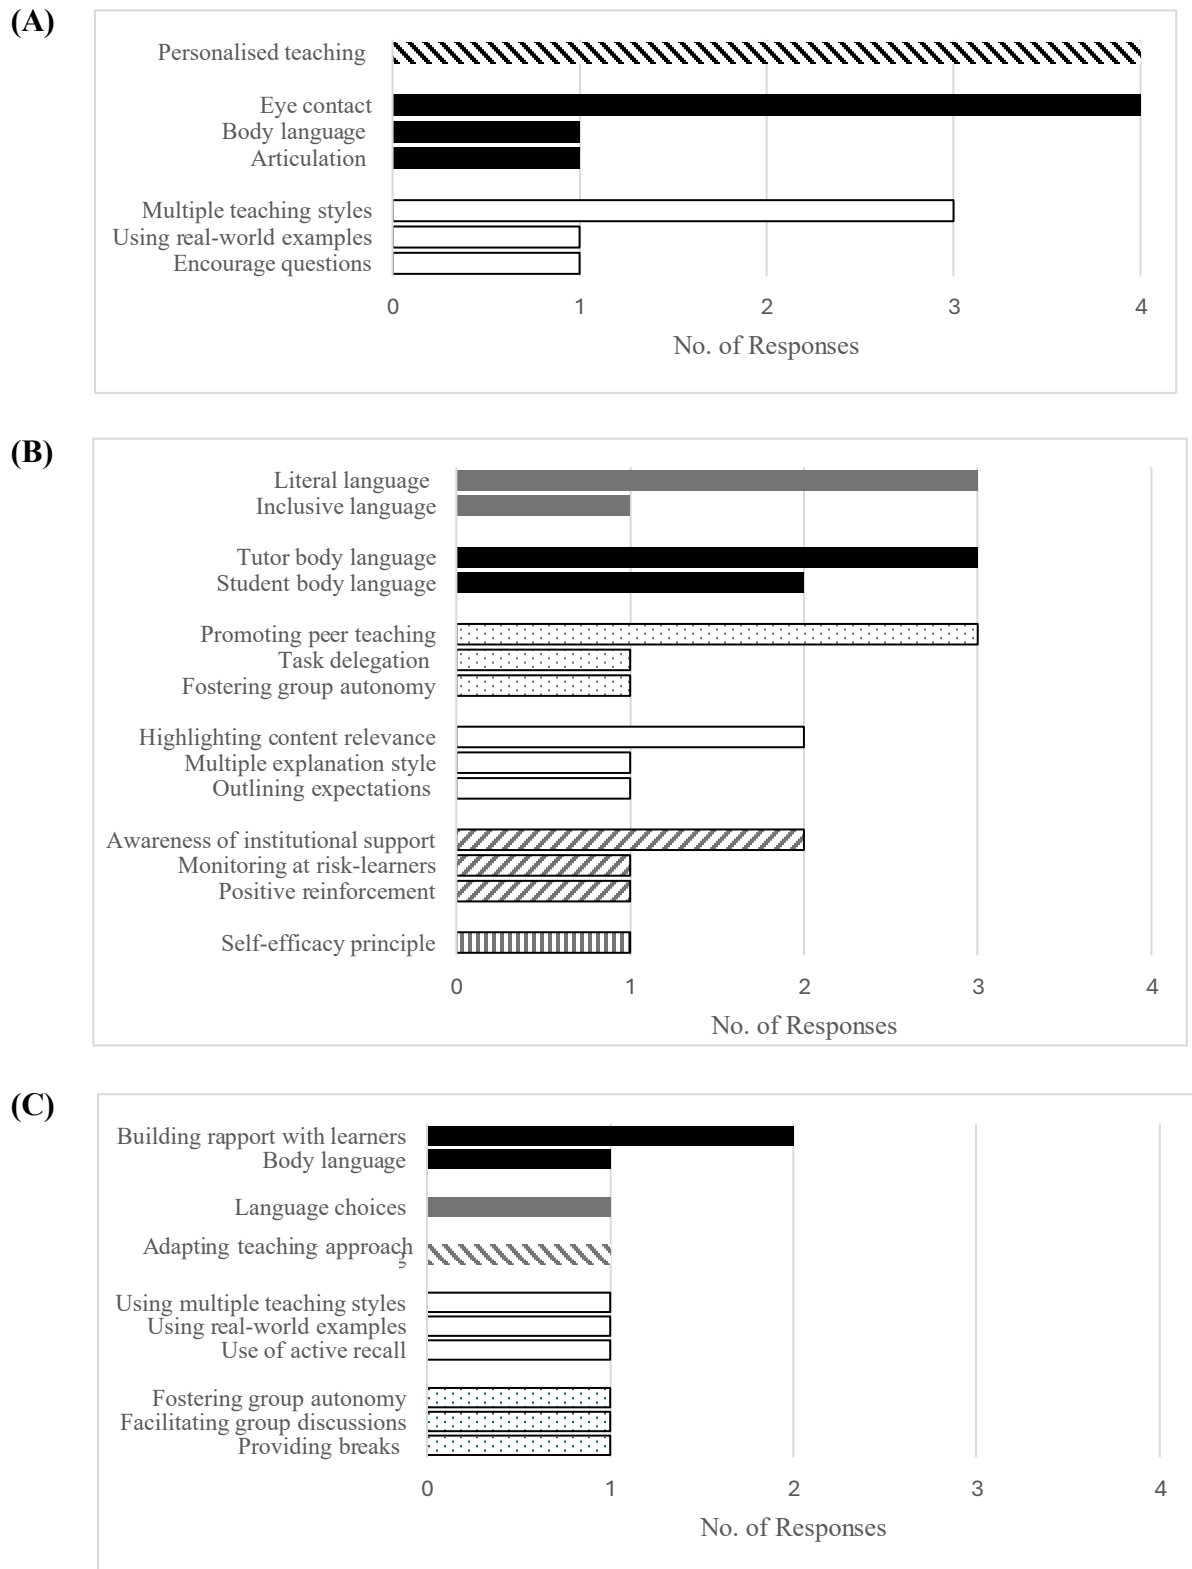 (A)
Personalised teaching
Eye contact
Body language
Articulation
Multiple teaching styles
Using real-world examples
Encourage questions
0 1 2 3 4
No. of Responses
(B)
Literal language
Inclusive language
Tutor body language
Student body language
Promoting peer teaching
Task delegation
Fostering group autonomy
Highlighting content relevance
Multiple explanation style
Outlining expectations
Awareness of institutional support
Monitoring at risk-learners
Positive reinforcement
Self-efficacy principle
0 1 2 3 4
No. of Responses
(C)
Building rapport with learners
Body language
Language choices
Adapting teaching approach
Using multiple teaching styles
Using real-world examples
Use of active recall
Fostering group autonomy
Facilitating group discussions
Providing breaks
0 1 2 3 4
No. of Responses